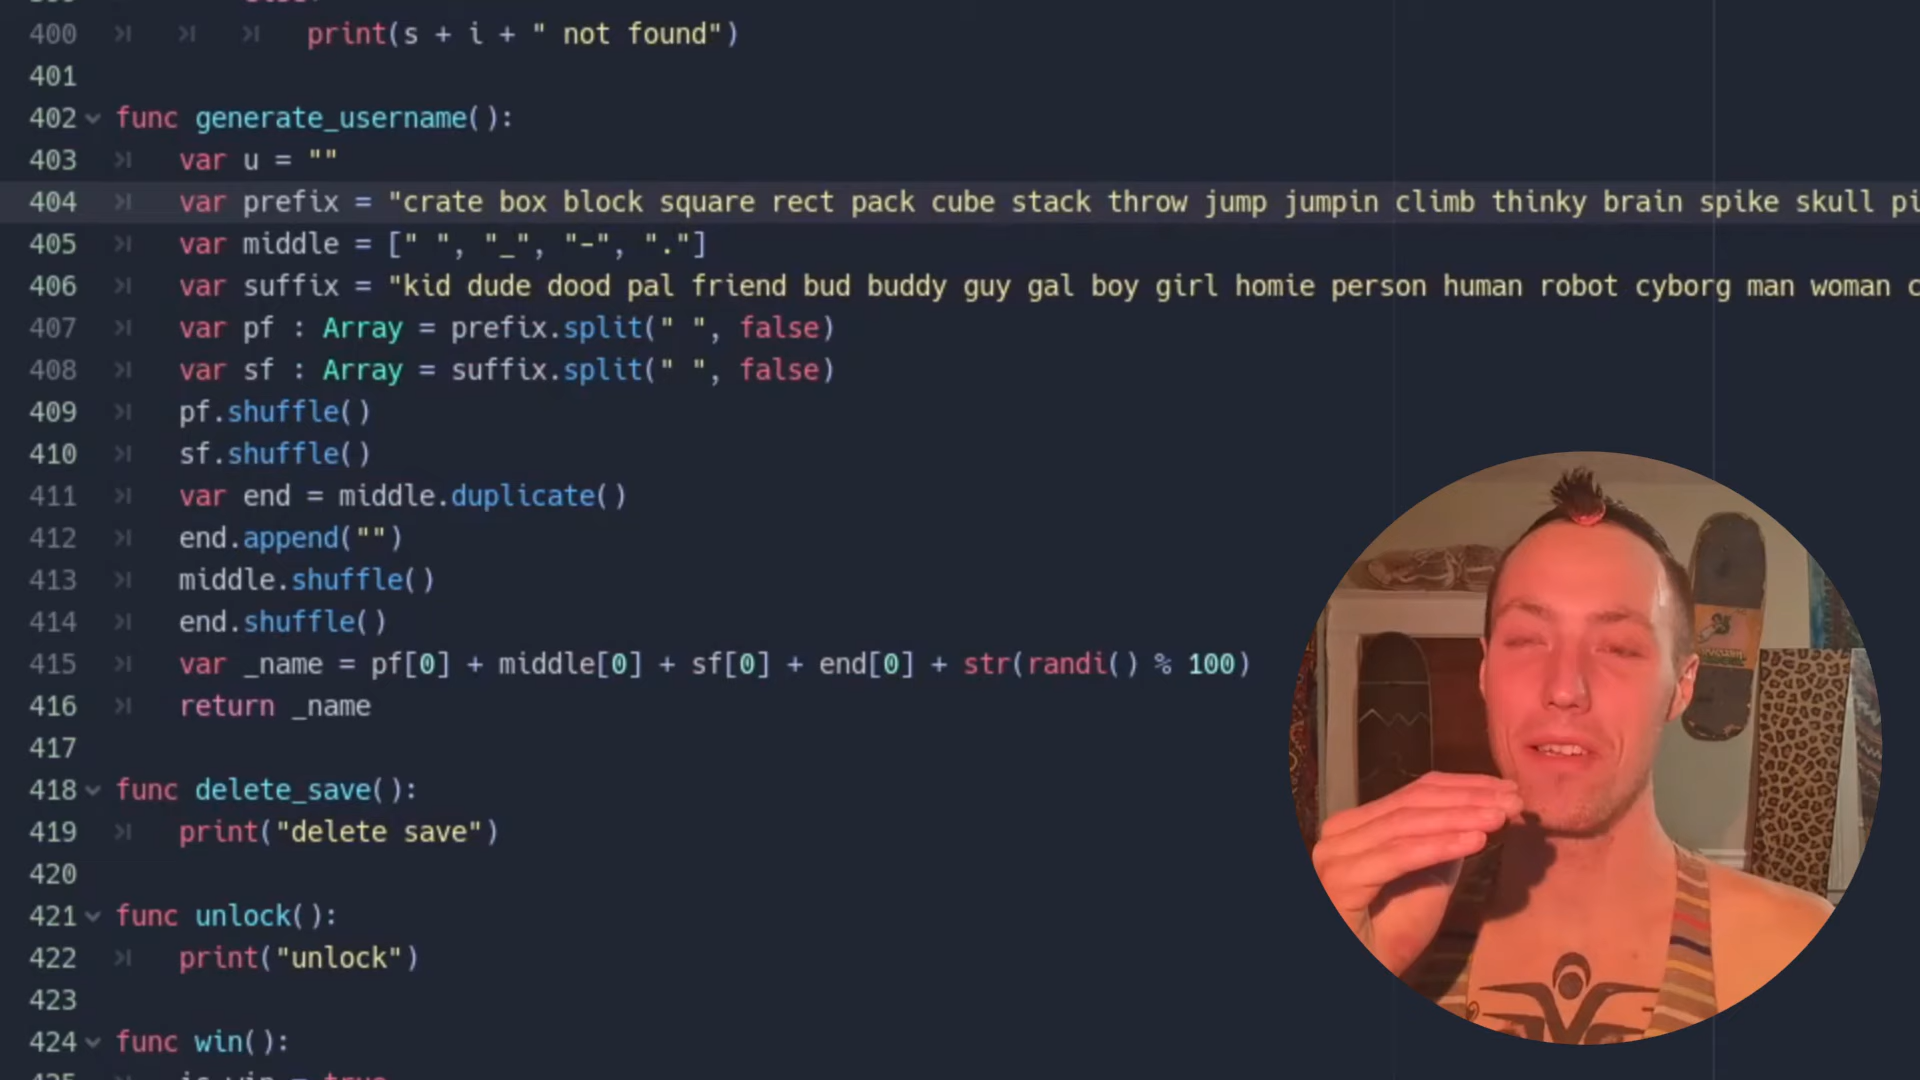 400 print(s + i + " not found")
401
402 func generate_username():
403 var u = ""
404 var prefix = "crate box block square rect pack cube stack throw jump jumpin climb thinky brain spike skull pi
405 var middle = [" ", "_", "-", "."]
406 var suffix = "kid dude dood pal friend bud buddy guy gal boy girl homie person human robot cyborg man woman c
407 var pf : Array = prefix.split(" ", false)
408 var sf : Array = suffix.split(" ", false)
409 pf.shuffle()
410 sf.shuffle()
411 var end = middle.duplicate()
412 end.append("")
413 middle.shuffle()
414 end.shuffle()
415 var _name = pf[0] + middle[0] + sf[0] + end[0] + str(randi() % 100)
416 return _name
417
418 func delete_save():
419 print("delete save")
420
421 func unlock():
422 print("unlock")
423
424 func win():